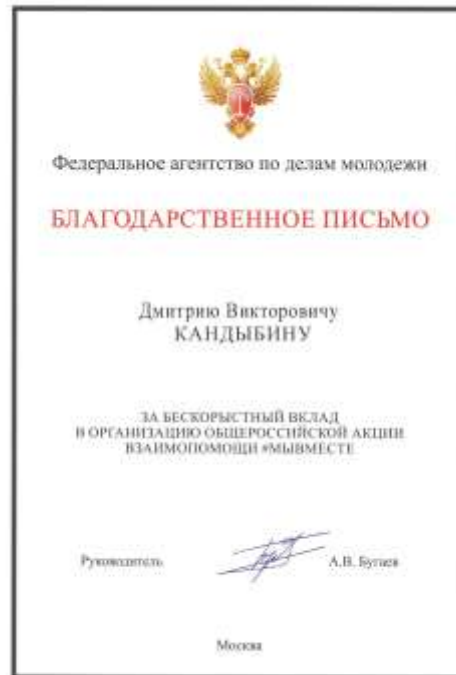 Федеральное агентство по делам молодежи
БЛАГОДАРСТВЕННОЕ ПИСЬМО
Дмитрию Викторовичу
КАНДЫБИНУ
ЗА БЕСКОРЫСТНЫЙ ВКЛАД
В ОРГАНИЗАЦИЮ ОБЩЕРОССИЙСКОЙ АКЦИИ
ВЗАИМОПОМОЩИ #МЫВМЕСТЕ
Руководитель А.В. Бугаев
Москва